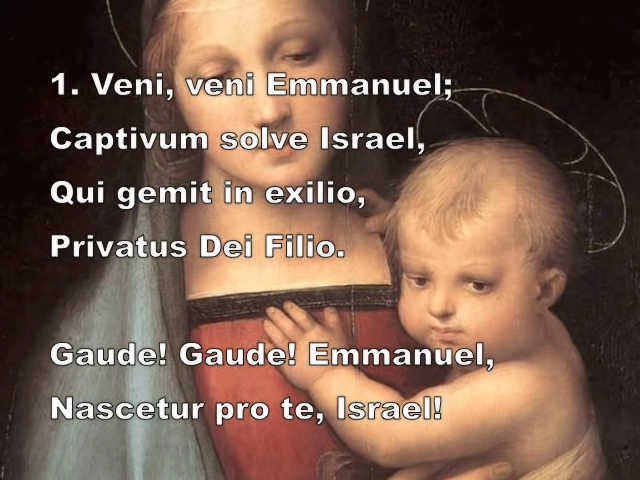 1. Veni, veni Emmanuel;
Captivum solve Israel,
Qui gemit in exilio,
Privatus Dei Filio.
Gaude! Gaude! Emmanuel,
Nascetur pro te, Israel!